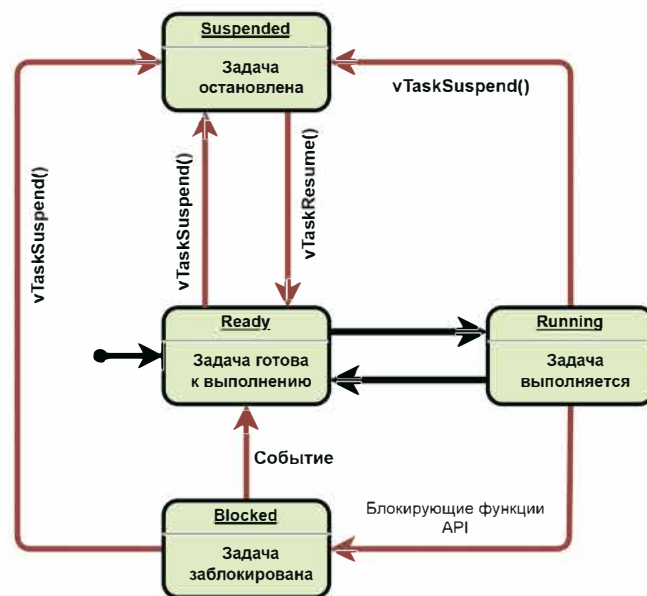 Suspended
Задача
остановлена
vTaskSuspend()
vTaskSuspend()
vTaskSuspend()
vTaskResume()
Ready
Задача готова
к выполнению
Running
Задача
выполняется
Событие
Блокирующие функции
API
Blocked
Задача
заблокирована